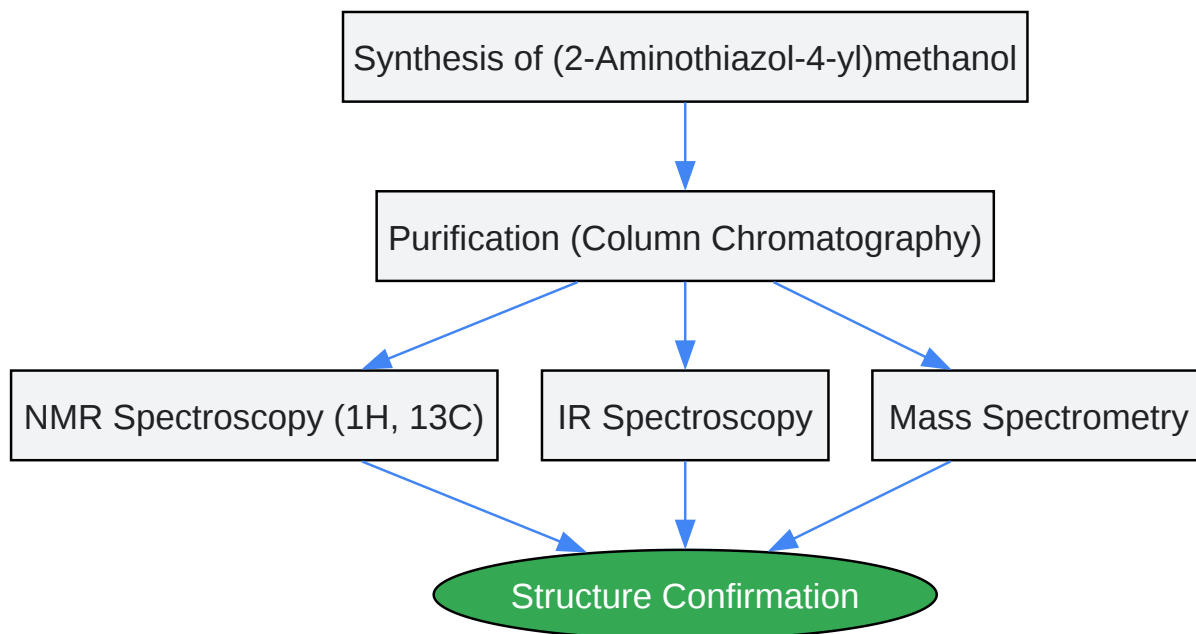 Synthesis of (2-Aminothiazol-4-yl)methanol
Purification (Column Chromatography)
NMR Spectroscopy (1H, 13C)
IR Spectroscopy
Mass Spectrometry
Structure Confirmation